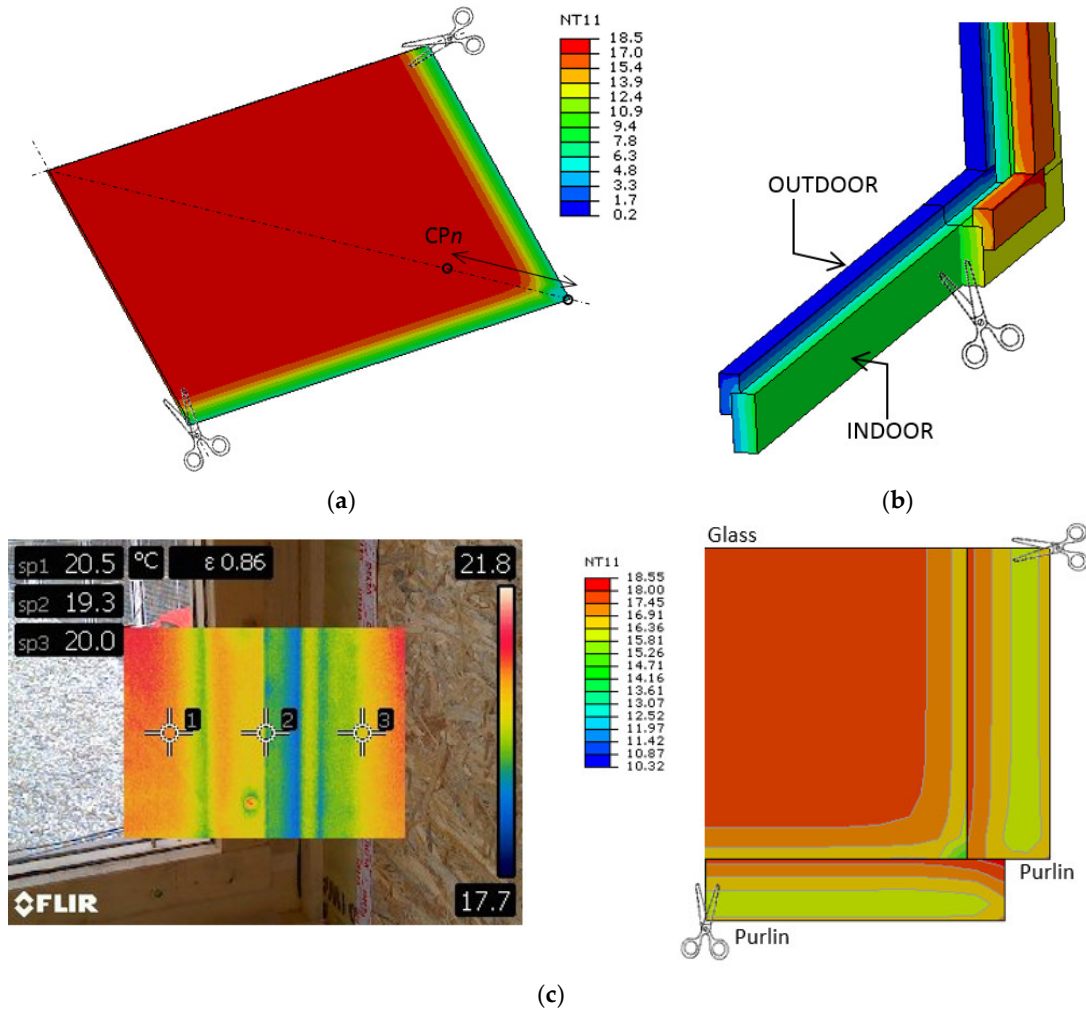 NT11
18.5
17.0
15.4
13.9
12.4
10.9
9.4
7.8
6.3
4.8
3.3
1.7
0.2
CPn
OUTDOOR
INDOOR
(a)
(b)
sp1 20.5 °C ε 0.86 21.8
sp2 19.3
sp3 20.0
1 2 3
FLIR 17.7
NT11
18.55
18.00
17.45
16.91
16.36
15.81
15.26
14.71
14.16
13.61
13.07
12.52
11.97
11.42
10.87
10.32
Glass
Purlin
Purlin
(c)